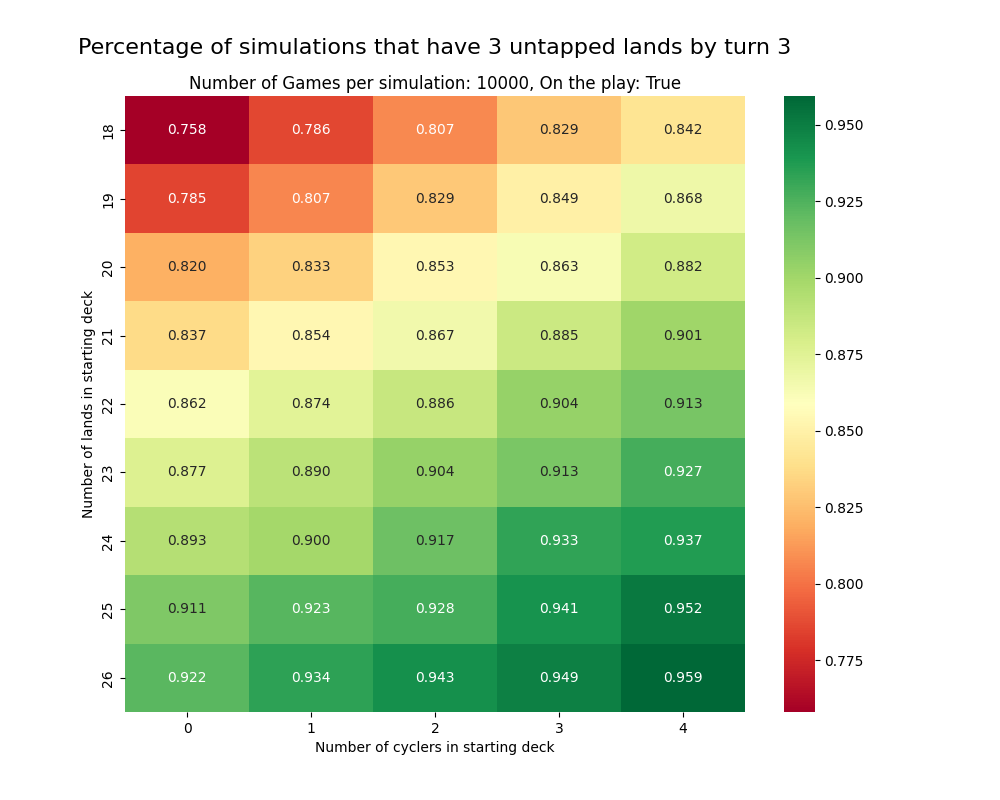 Percentage of simulations that have 3 untapped lands by turn 3
Number of Games per simulation: 10000, On the play: True
Number of lands in starting deck
18 0.758 0.786 0.807 0.829 0.842
19 0.785 0.807 0.829 0.849 0.868
20 0.820 0.833 0.853 0.863 0.882
21 0.837 0.854 0.867 0.885 0.901
22 0.862 0.874 0.886 0.904 0.913
23 0.877 0.890 0.904 0.913 0.927
24 0.893 0.900 0.917 0.933 0.937
25 0.911 0.923 0.928 0.941 0.952
26 0.922 0.934 0.943 0.949 0.959
0 1 2 3 4
Number of cyclers in starting deck
0.950
0.925
0.900
0.875
0.850
0.825
0.800
0.775